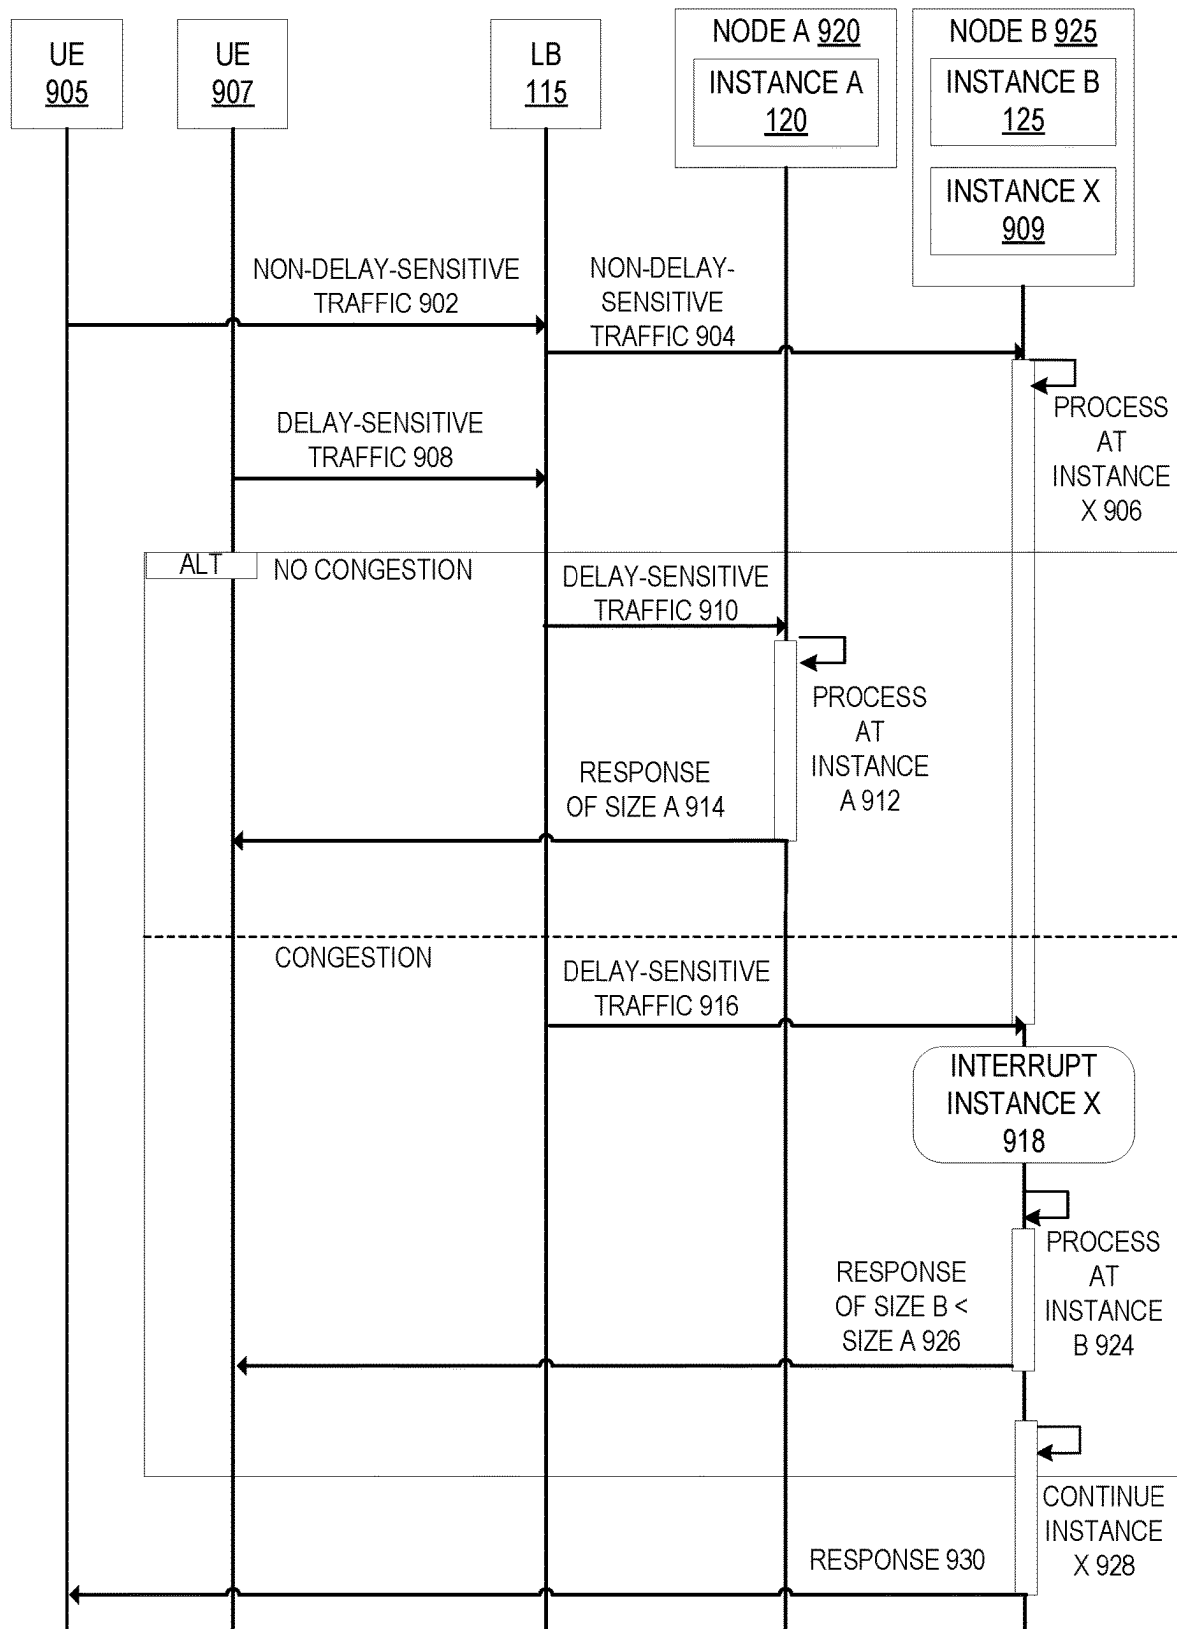 UE
905
UE
907
LB
115
NODE A 920
INSTANCE A
120
NODE B 925
INSTANCE B
125
INSTANCE X
909
NON-DELAY-SENSITIVE
TRAFFIC 902
NON-DELAY-
SENSITIVE
TRAFFIC 904
PROCESS
AT
INSTANCE
X 906
DELAY-SENSITIVE
TRAFFIC 908
ALT
NO CONGESTION
DELAY-SENSITIVE
TRAFFIC 910
PROCESS
AT
INSTANCE
A 912
RESPONSE
OF SIZE A 914
CONGESTION
DELAY-SENSITIVE
TRAFFIC 916
INTERRUPT
INSTANCE X
918
PROCESS
AT
INSTANCE
B 924
RESPONSE
OF SIZE B <
SIZE A 926
CONTINUE
INSTANCE
X 928
RESPONSE 930